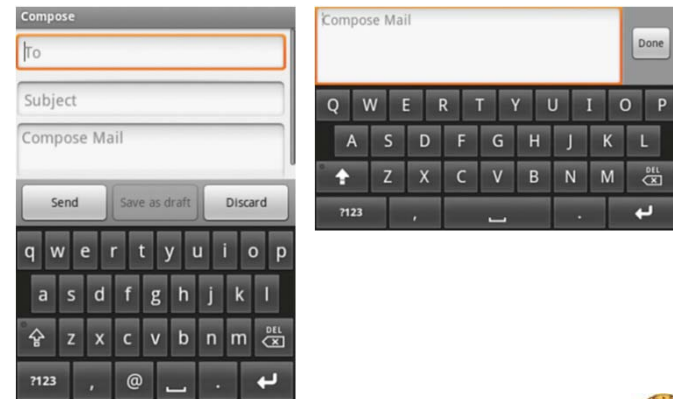 Compose
To
Subject
Compose Mail
Send Save as draft Discard
q w e r t y u i o p
a s d f g h j k l
z x c v b n m DEL
?123 , @ .
Compose Mail
Done
Q W E R T Y U I O P
A S D F G H J K L
Z X C V B N M DEL
?123 , .